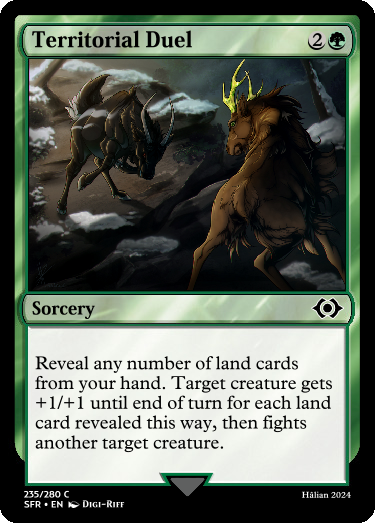 Territorial Duel 2
Sorcery
Reveal any number of land cards
from your hand. Target creature gets
+1/+1 until end of turn for each land
card revealed this way, then fights
another target creature.
235/280 C
Hālian 2024
SFR • EN Digi-Riff